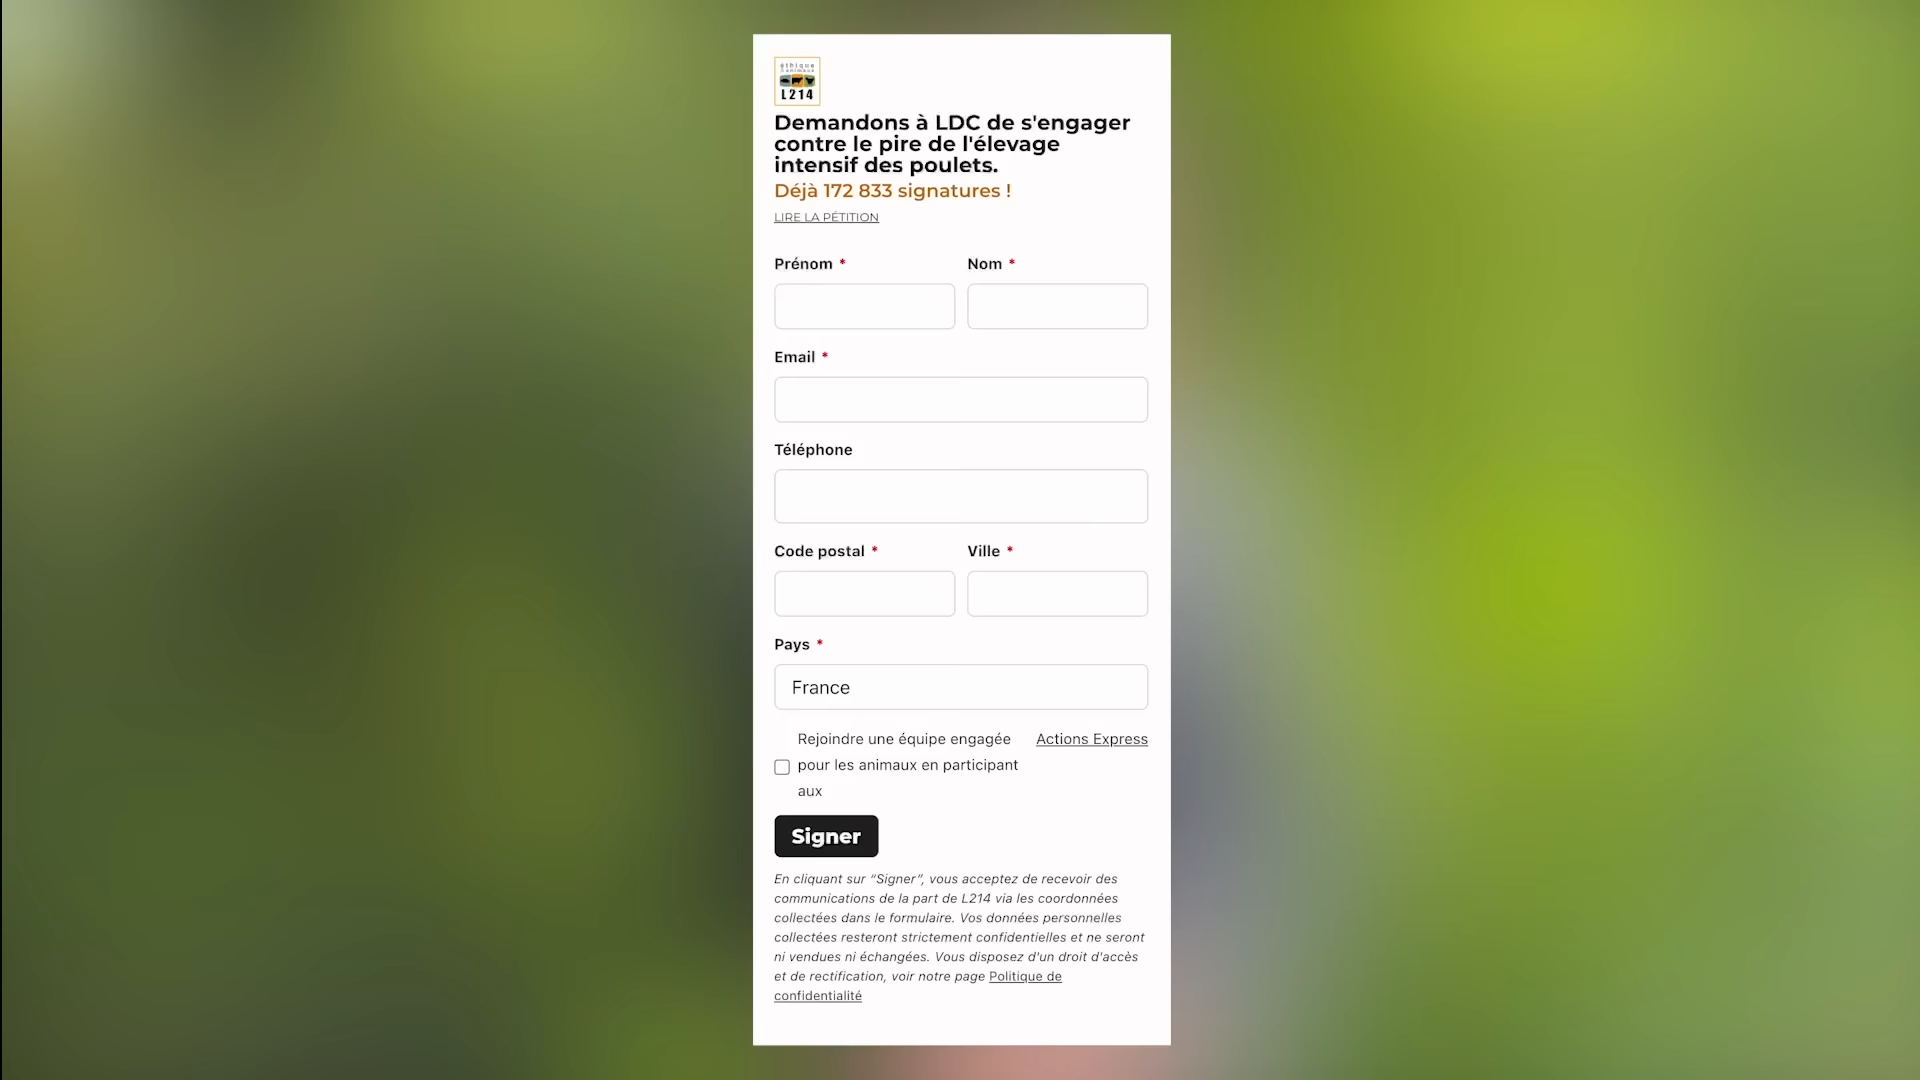 éthique
& animaux
L214
Demandons à LDC de s'engager
contre le pire de l'élevage
intensif des poulets.
Déjà 172 833 signatures !
LIRE LA PÉTITION
Prénom * Nom *
Email *
Téléphone
Code postal * Ville *
Pays *
France
Rejoindre une équipe engagée Actions Express
pour les animaux en participant
aux
Signer
En cliquant sur “Signer”, vous acceptez de recevoir des
communications de la part de L214 via les coordonnées
collectées dans le formulaire. Vos données personnelles
collectées resteront strictement confidentielles et ne seront
ni vendues ni échangées. Vous disposez d'un droit d'accès
et de rectification, voir notre page Politique de
confidentialité